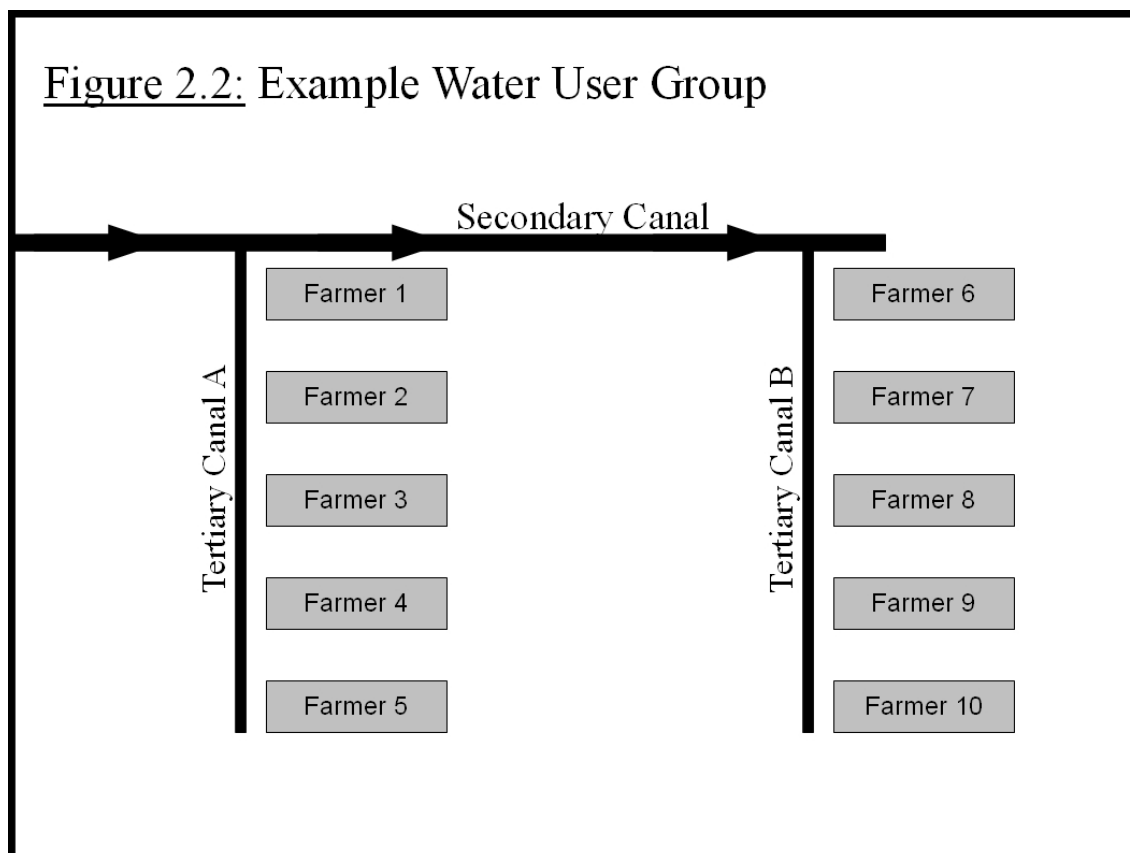 Figure 2.2: Example Water User Group
Secondary Canal
Tertiary Canal A
Farmer 1
Farmer 2
Farmer 3
Farmer 4
Farmer 5
Tertiary Canal B
Farmer 6
Farmer 7
Farmer 8
Farmer 9
Farmer 10